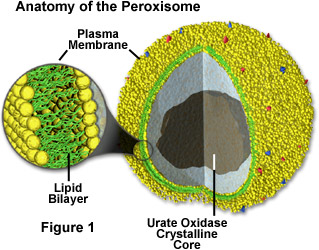 Anatomy of the Peroxisome
Plasma
Membrane
Lipid
Bilayer
Figure 1
Urate Oxidase
Crystalline
Core